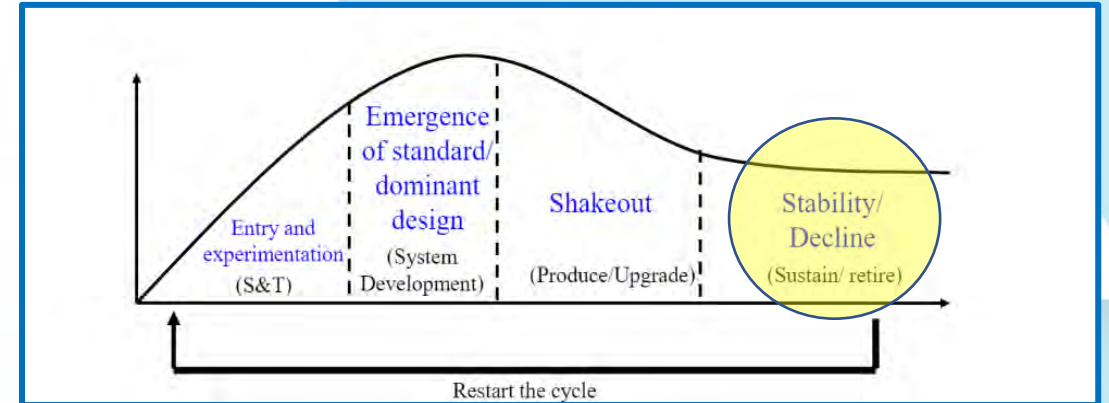 Entry and
experimentation
(S&T)
Emergence
of standard/
dominant
design
(System
Development)
Shakeout
(Produce/Upgrade)
Stability/
Decline
(Sustain/ retire)
Restart the cycle